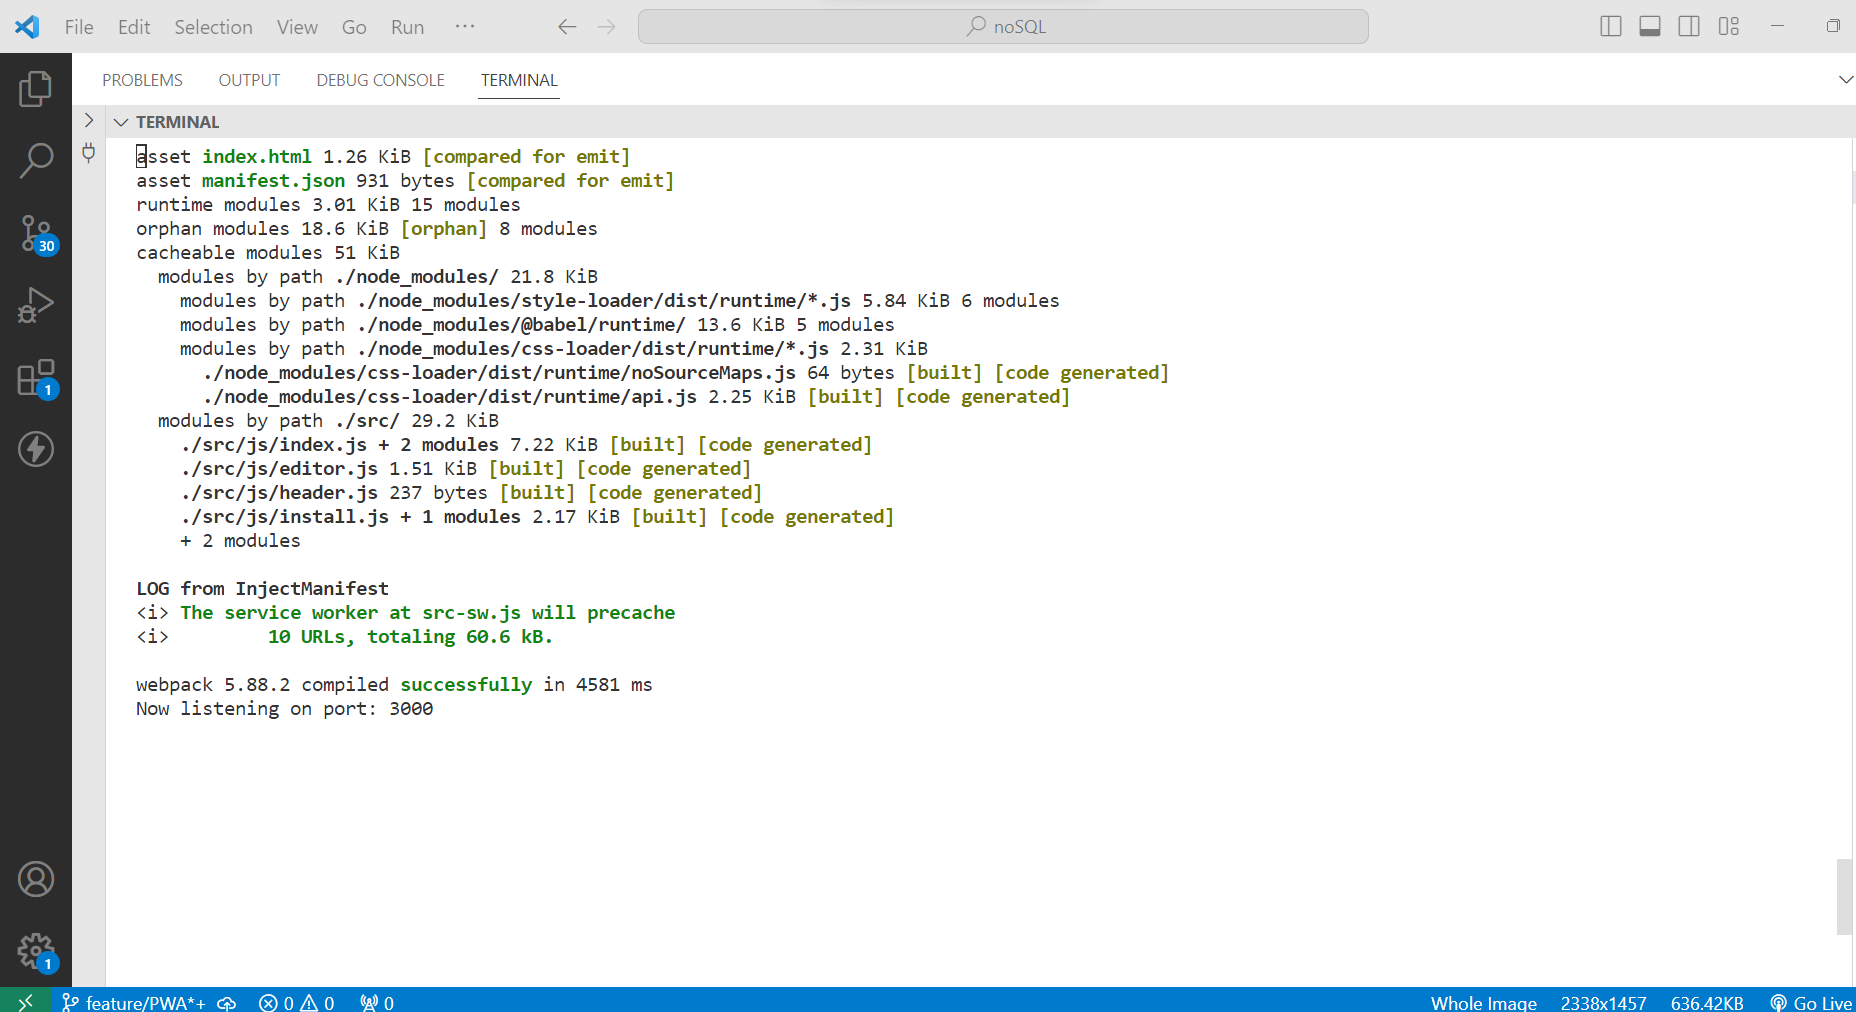 File Edit Selection View Go Run ··· noSQL
PROBLEMS OUTPUT DEBUG CONSOLE TERMINAL
TERMINAL
asset index.html 1.26 KiB [compared for emit]
asset manifest.json 931 bytes [compared for emit]
runtime modules 3.01 KiB 15 modules
orphan modules 18.6 KiB [orphan] 8 modules
cacheable modules 51 KiB
modules by path ./node_modules/ 21.8 KiB
modules by path ./node_modules/style-loader/dist/runtime/*.js 5.84 KiB 6 modules
modules by path ./node_modules/@babel/runtime/ 13.6 KiB 5 modules
modules by path ./node_modules/css-loader/dist/runtime/*.js 2.31 KiB
./node_modules/css-loader/dist/runtime/noSourceMaps.js 64 bytes [built] [code generated]
./node_modules/css-loader/dist/runtime/api.js 2.25 KiB [built] [code generated]
modules by path ./src/ 29.2 KiB
./src/js/index.js + 2 modules 7.22 KiB [built] [code generated]
./src/js/editor.js 1.51 KiB [built] [code generated]
./src/js/header.js 237 bytes [built] [code generated]
./src/js/install.js + 1 modules 2.17 KiB [built] [code generated]
+ 2 modules
LOG from InjectManifest
<i> The service worker at src-sw.js will precache
<i> 10 URLs, totaling 60.6 kB.
webpack 5.88.2 compiled successfully in 4581 ms
Now listening on port: 3000
30
1
1
feature/PWA*+ 0 0 0 Whole Image 2338x1457 636.42KB Go Live